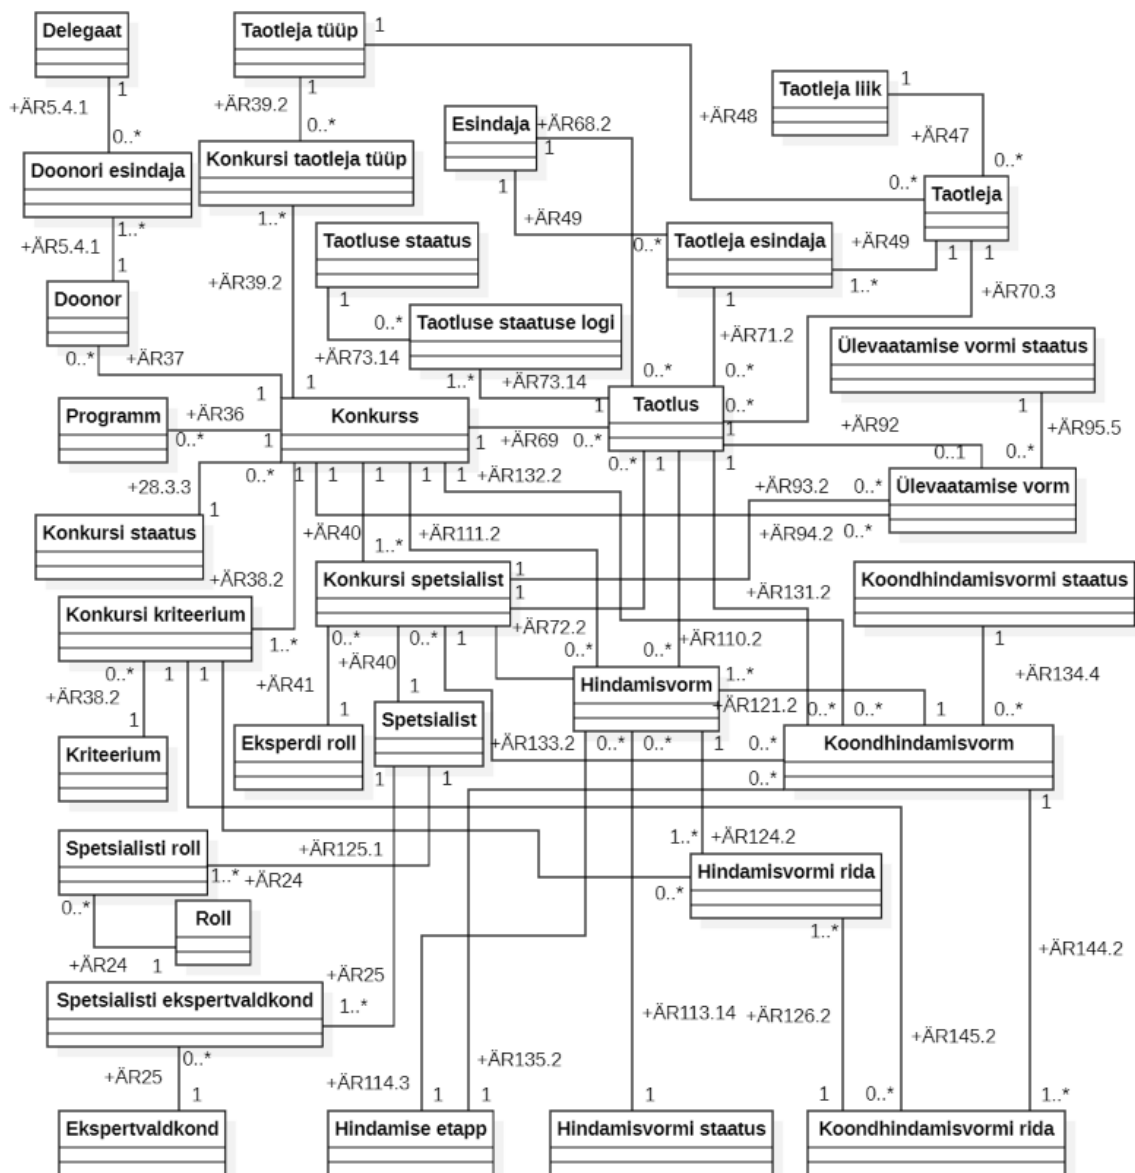 Delegaat
Taotleja tüüp
1
Taotleja liik
1
+ÄR5.4.1
1
+ÄR39.2
1
Esindaja
+ÄR68.2
+ÄR48
+ÄR47
0..*
0..*
1
0..*
Doonori esindaja
Konkursi taotleja tüüp
1
0..*
Taotleja
+ÄR5.4.1
1..*
1..*
+ÄR49
Taotluse staatus
0..*
Taotleja esindaja
+ÄR49
1
1
1
+ÄR39.2
1
1..*
+ÄR70.3
Doonor
1
0..*
Taotluse staatuse logi
+ÄR71.2
Ülevaatamise vormi staatus
0..*
+ÄR37
+ÄR73.14
1..*
+ÄR73.14
0..*
0..*
1
1
1
Programm
+ÄR36
Konkurss
1
Taotlus
0..*
1
+ÄR92
+ÄR95.5
0..*
1
1
+ÄR69
0..*
1
0..1
0..*
+28.3.3
0..*
1
1
1
1
1
+ÄR132.2
0..*
1
1
+ÄR93.2
0..*
Ülevaatamise vorm
1
Konkursi staatus
+ÄR40
1..*
+ÄR111.2
+ÄR94.2
0..*
+ÄR38.2
Konkursi spetsialist
1
1
Koondhindamisvormi staatus
Konkursi kriteerium
+ÄR131.2
1..*
0..*
0..*
1
+ÄR72.2
0..*
0..*
+ÄR110.2
1
0..*
1
1
+ÄR41
+ÄR40
1..*
+ÄR134.4
+ÄR38.2
1
1
Hindamisvorm
+ÄR121.2
0..*
0..*
1
0..*
1
Eksperdi roll
Spetsialist
+ÄR133.2
0..*
0..*
1
0..*
Koondhindamisvorm
Kriteerium
1
1
0..*
1
Spetsialisti roll
+ÄR125.1
1..*
+ÄR124.2
1..*
+ÄR24
0..*
Hindamisvormi rida
0..*
Roll
1..*
+ÄR24
1
+ÄR25
+ÄR144.2
Spetsialisti ekspertvaldkond
1..*
+ÄR113.14
+ÄR126.2
+ÄR145.2
0..*
+ÄR25
+ÄR135.2
1
+ÄR114.3
1
1
1
1
0..*
1..*
Ekspertvaldkond
Hindamise etapp
Hindamisvormi staatus
Koondhindamisvormi rida